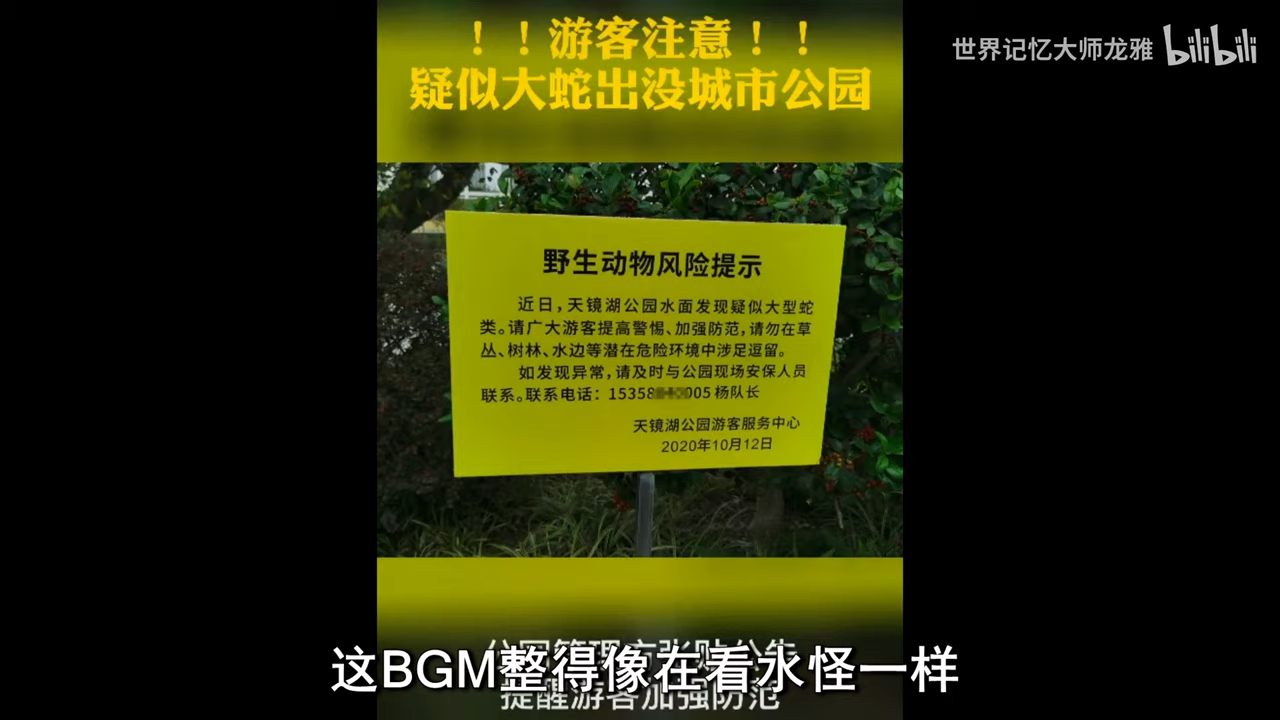 ！！游客注意！！
疑似大蛇出没城市公园
世界记忆大师龙雅 bilibili
野生动物风险提示
近日，天镜湖公园水面发现疑似大型蛇
类。请广大游客提高警惕、加强防范，请勿在草
丛、树林、水边等潜在危险环境中涉足逗留。
如发现异常，请及时与公园现场安保人员
联系。联系电话：15358 005杨队长
天镜湖公园游客服务中心
2020年10月12日
这BGM整得像在看水怪一样
提醒游客加强防范